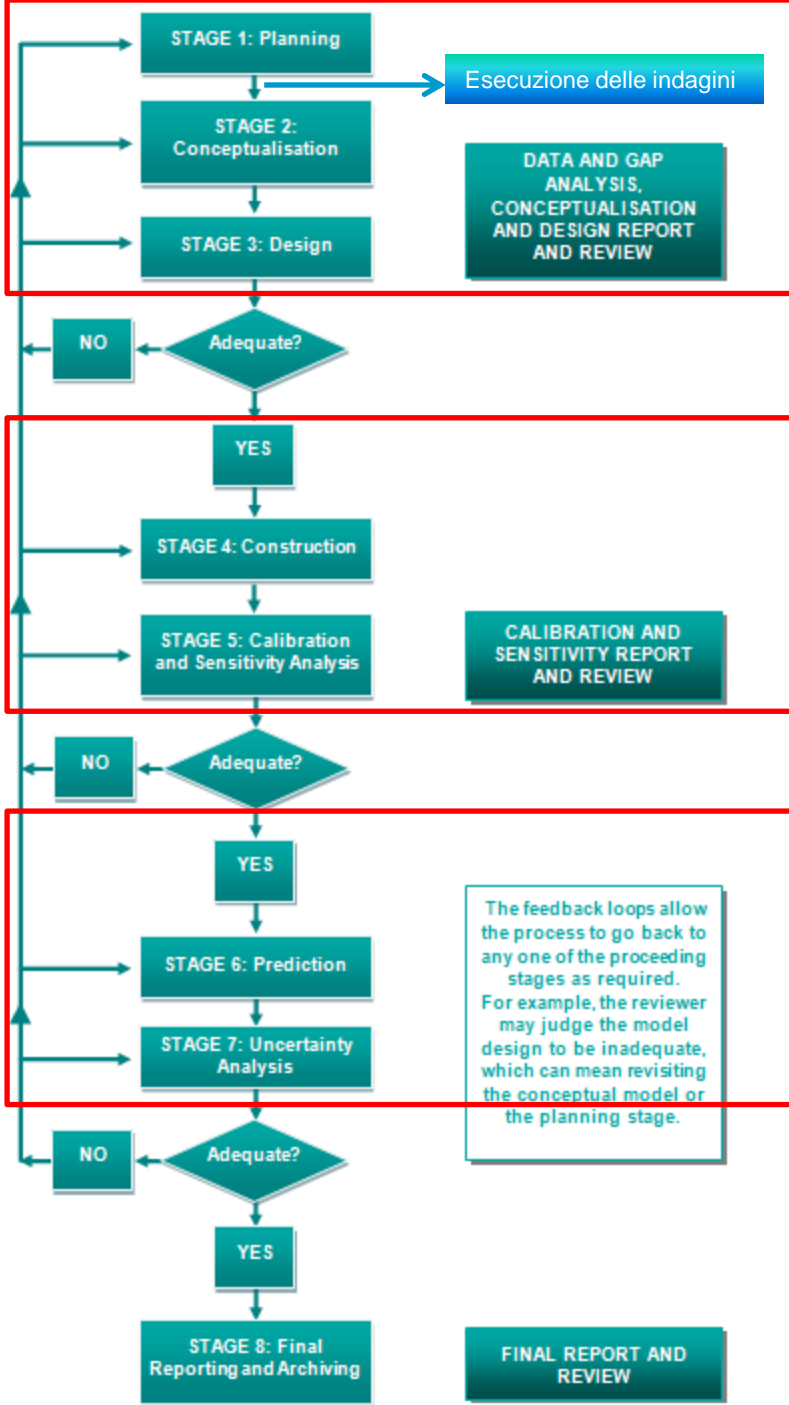 STAGE 1: Planning
Esecuzione delle indagini
STAGE 2:
Conceptualisation
DATA AND GAP
ANALYSIS,
CONCEPTUALISATION
AND DESIGN REPORT
AND REVIEW
STAGE 3: Design
NO
Adequate?
YES
STAGE 4: Construction
STAGE 5: Calibration
and Sensitivity Analysis
CALIBRATION AND
SENSITIVITY REPORT
AND REVIEW
NO
Adequate?
YES
STAGE 6: Prediction
STAGE 7: Uncertainty
Analysis
The feedback loops allow
the process to go back to
any one of the proceeding
stages as required.
For example, the reviewer
may judge the model
design to be inadequate,
which can mean revisiting
the conceptual model or
the planning stage.
NO
Adequate?
YES
STAGE 8: Final
Reporting and Archiving
FINAL REPORT AND
REVIEW